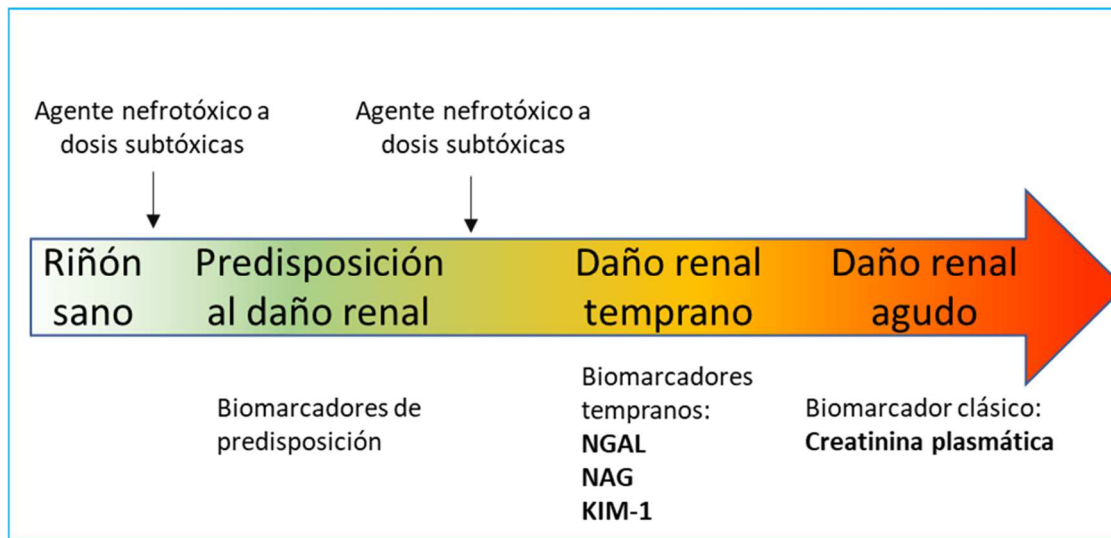 Agente nefrotóxico a
dosis subtóxicas
Agente nefrotóxico a
dosis subtóxicas
Riñón
sano
Predisposición
al daño renal
Daño renal
temprano
Daño renal
agudo
Biomarcadores de
predisposición
Biomarcadores
tempranos:
NGAL
NAG
KIM-1
Biomarcador clásico:
Creatinina plasmática